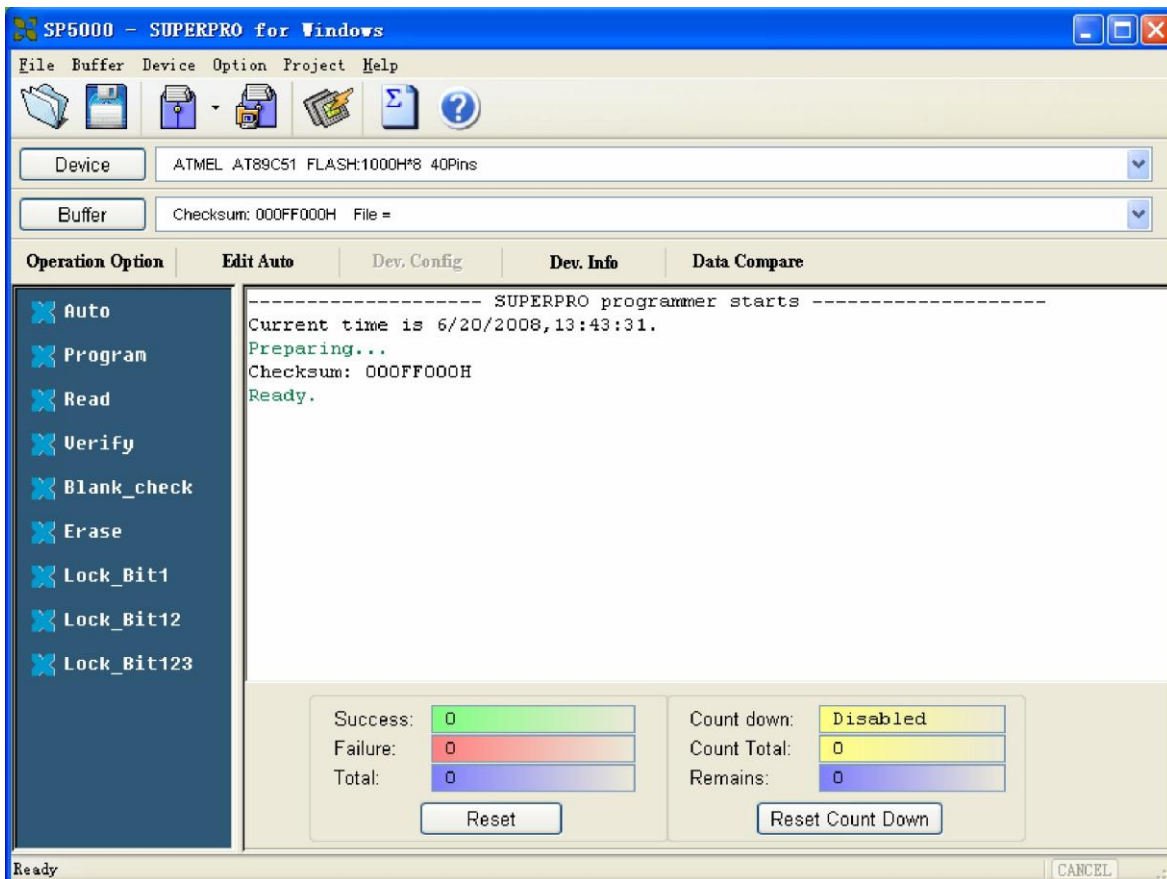 SP5000 - SUPERPRO for Windows
File Buffer Device Option Project Help
Device ATMEL AT89C51 FLASH:1000H*8 40Pins
Buffer Checksum: 000FF000H File =
Operation Option Edit Auto Dev. Config Dev. Info Data Compare
Auto
Program
Read
Verify
Blank_check
Erase
Lock_Bit1
Lock_Bit12
Lock_Bit123
-------------------- SUPERPRO programmer starts --------------------
Current time is 6/20/2008,13:43:31.
Preparing...
Checksum: 000FF000H
Ready.
Success: 0
Failure: 0
Total: 0
Reset
Count down: Disabled
Count Total: 0
Remains: 0
Reset Count Down
Ready CANCEL